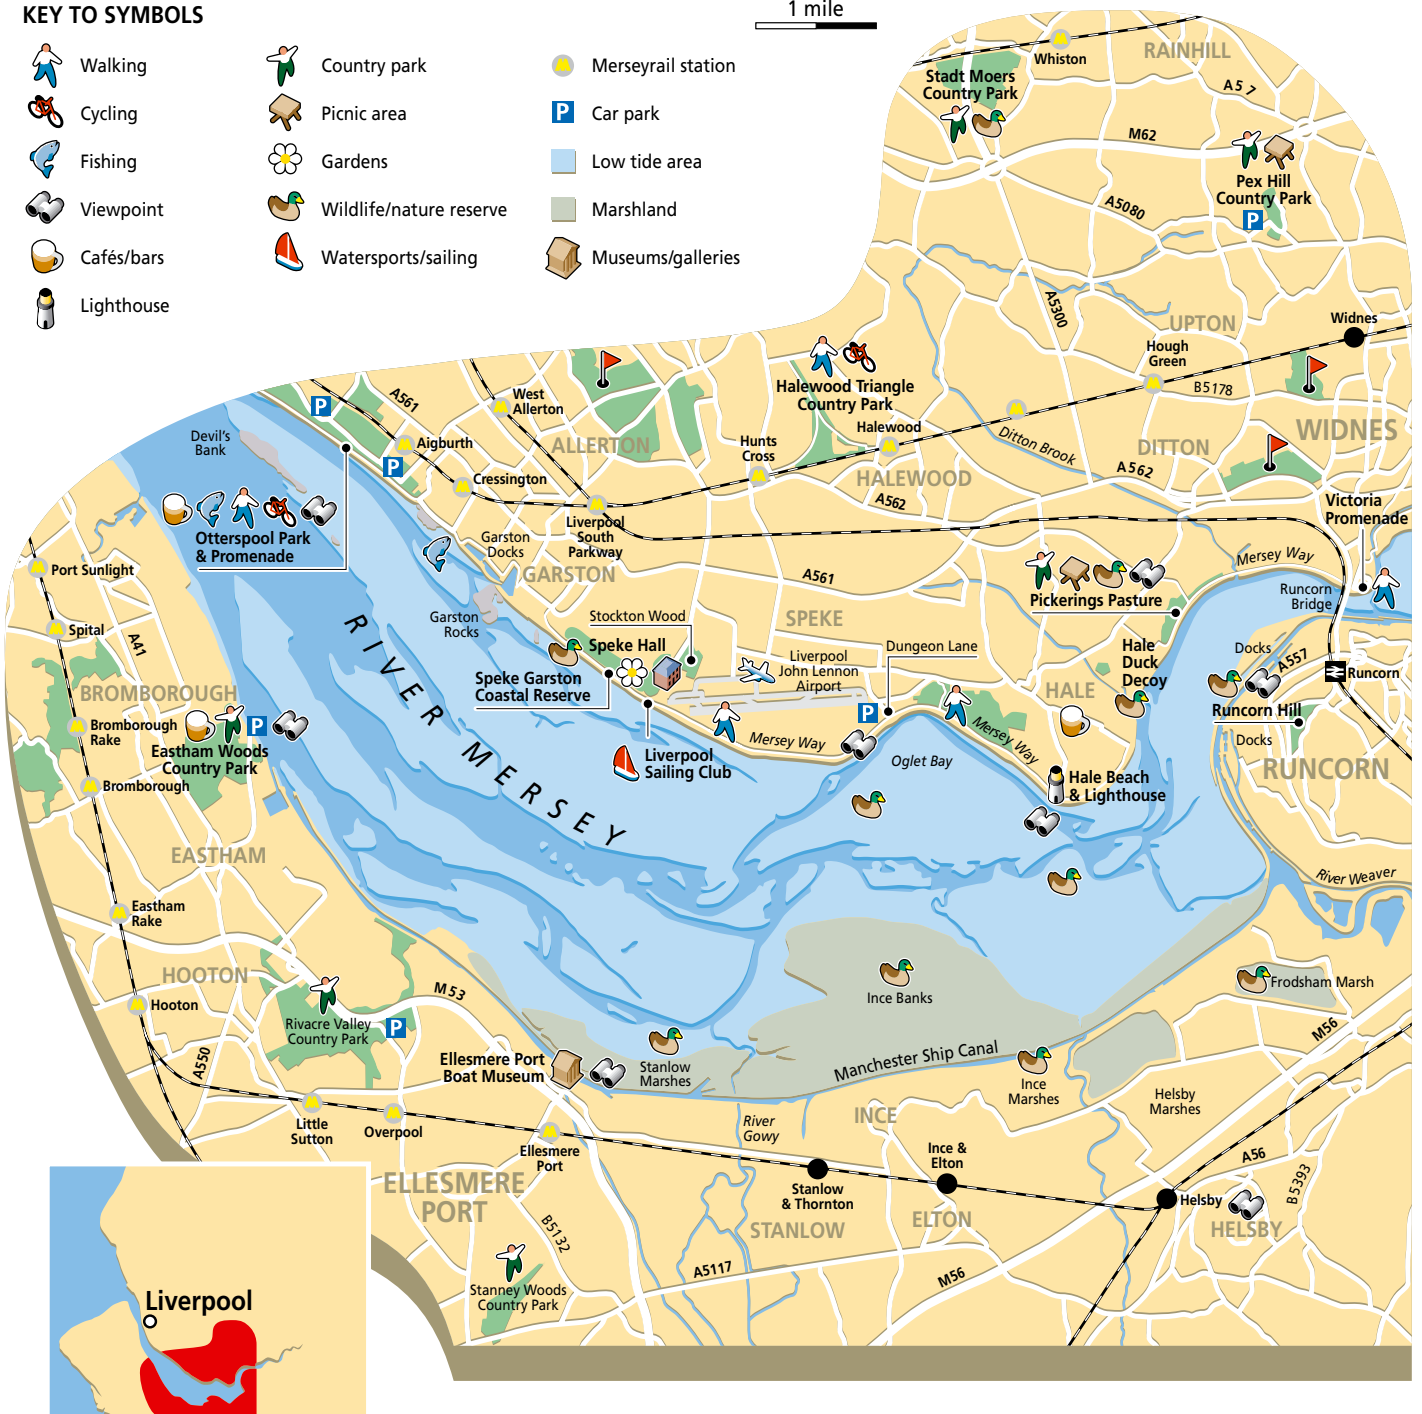 KEY TO SYMBOLS
Walking
Cycling
Fishing
Viewpoint
Cafés/bars
Lighthouse
Country park
Picnic area
Gardens
Wildlife/nature reserve
Watersports/sailing
Merseyrail station
P
Car park
Low tide area
Marshland
Museums/galleries
1 mile
Whiston
RAINHILL
Stadt Moers
Country Park
A57
M62
Pex Hill
Country Park
P
A5080
A5300
UPTON
Widnes
Hough
Green
B5178
WIDNES
Halewood Triangle
Country Park
Halewood
Ditton Brook
DITTON
A562
HALEWOOD
A562
Hunts
Cross
West
Allerton
ALLERTON
A561
P
Aigburth
P
Cressington
Liverpool
South
Parkway
Devil's
Bank
Otterspool Park
& Promenade
Garston
Docks
GARSTON
Garston
Rocks
A561
SPEKE
Stockton Wood
Speke Hall
Speke Garston
Coastal Reserve
Liverpool
John Lennon
Airport
Dungeon Lane
P
Mersey Way
Liverpool
Sailing Club
Oglet Bay
Mersey Way
HALE
Hale
Duck
Decoy
Hale Beach
& Lighthouse
Pickerings Pasture
Victoria
Promenade
Mersey Way
Runcorn
Bridge
Docks
A557
Runcorn
Runcorn Hill
Docks
RUNCORN
River Weaver
RIVER MERSEY
Port Sunlight
Spital
A41
BROMBOROUGH
Bromborough
Rake
P
Eastham Woods
Country Park
Bromborough
EASTHAM
Eastham
Rake
HOOTON
Hooton
M53
Rivacre Valley
Country Park
P
A550
Little
Sutton
Overpool
Ellesmere Port
Boat Museum
Stanlow
Marshes
Ellesmere
Port
ELLESMERE
PORT
B5132
Stanney Woods
Country Park
Ince Banks
Manchester Ship Canal
Ince
Marshes
Frodsham Marsh
M56
Helsby
Marshes
River
Gowy
INCE
Ince &
Elton
Stanlow
& Thornton
STANLOW
ELTON
A5117
M56
Helsby
A56
B5393
HELSBY
Liverpool